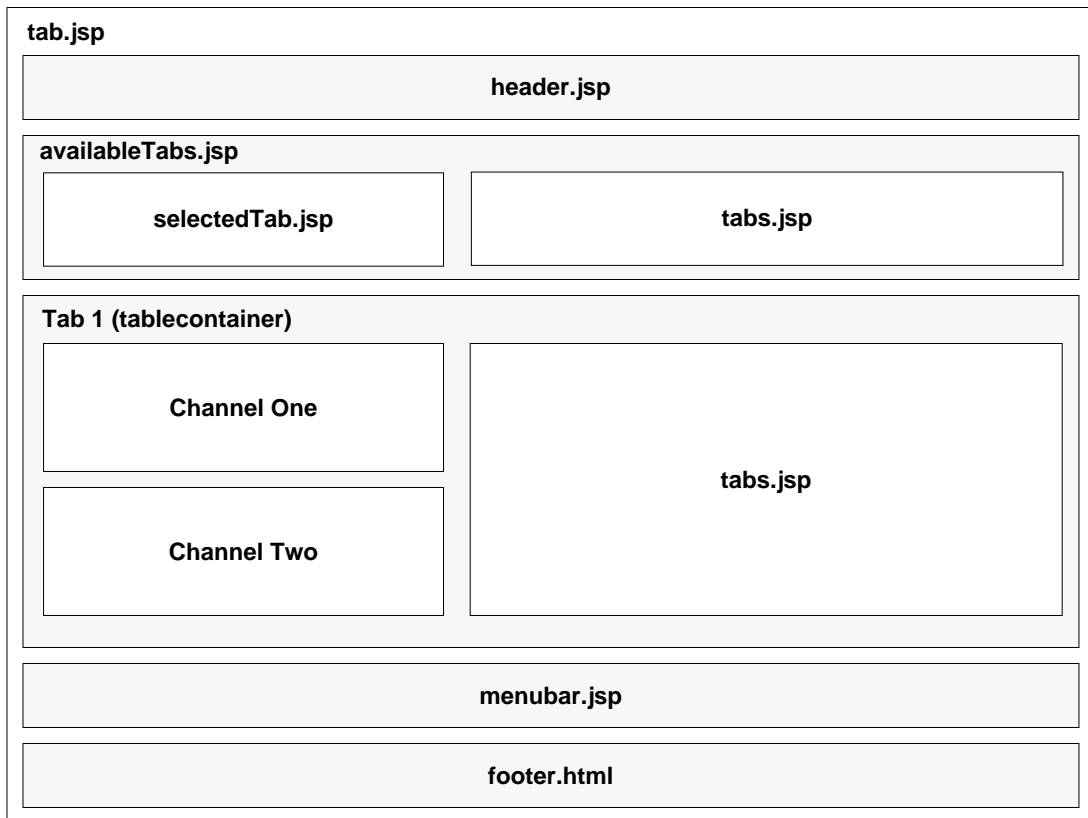 tab.jsp
header.jsp
availableTabs.jsp
selectedTab.jsp
tabs.jsp
Tab 1 (tablecontainer)
Channel One
tabs.jsp
Channel Two
menubar.jsp
footer.html